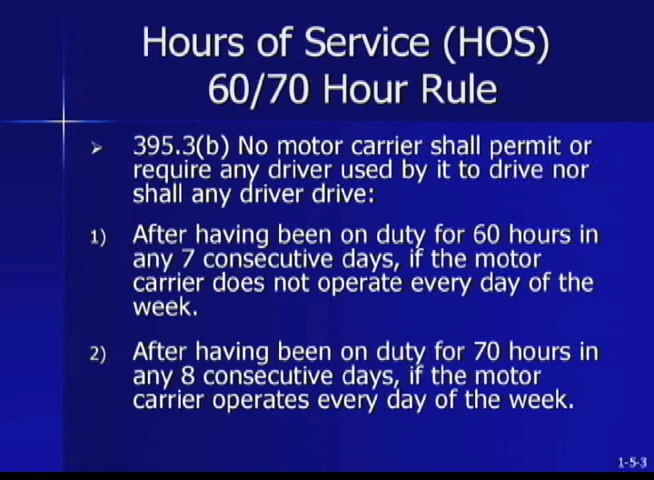 Hours of Service (HOS)
60/70 Hour Rule
➢ 395.3(b) No motor carrier shall permit or
require any driver used by it to drive nor
shall any driver drive:
1) After having been on duty for 60 hours in
any 7 consecutive days, if the motor
carrier does not operate every day of the
week.
2) After having been on duty for 70 hours in
any 8 consecutive days, if the motor
carrier operates every day of the week.
1-5-3